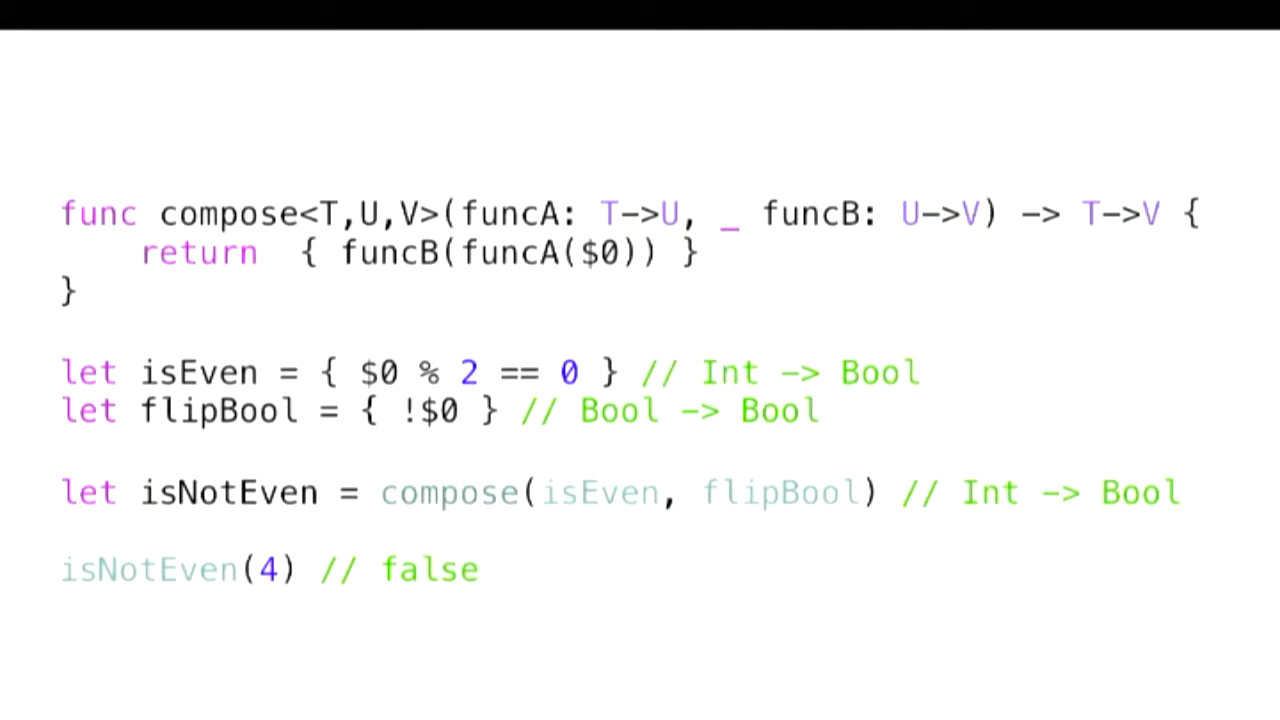 func compose<T,U,V>(funcA: T->U, _ funcB: U->V) -> T->V {
    return  { funcB(funcA($0)) }
}
let isEven = { $0 % 2 == 0 } // Int -> Bool
let flipBool = { !$0 } // Bool -> Bool
let isNotEven = compose(isEven, flipBool) // Int -> Bool
isNotEven(4) // false